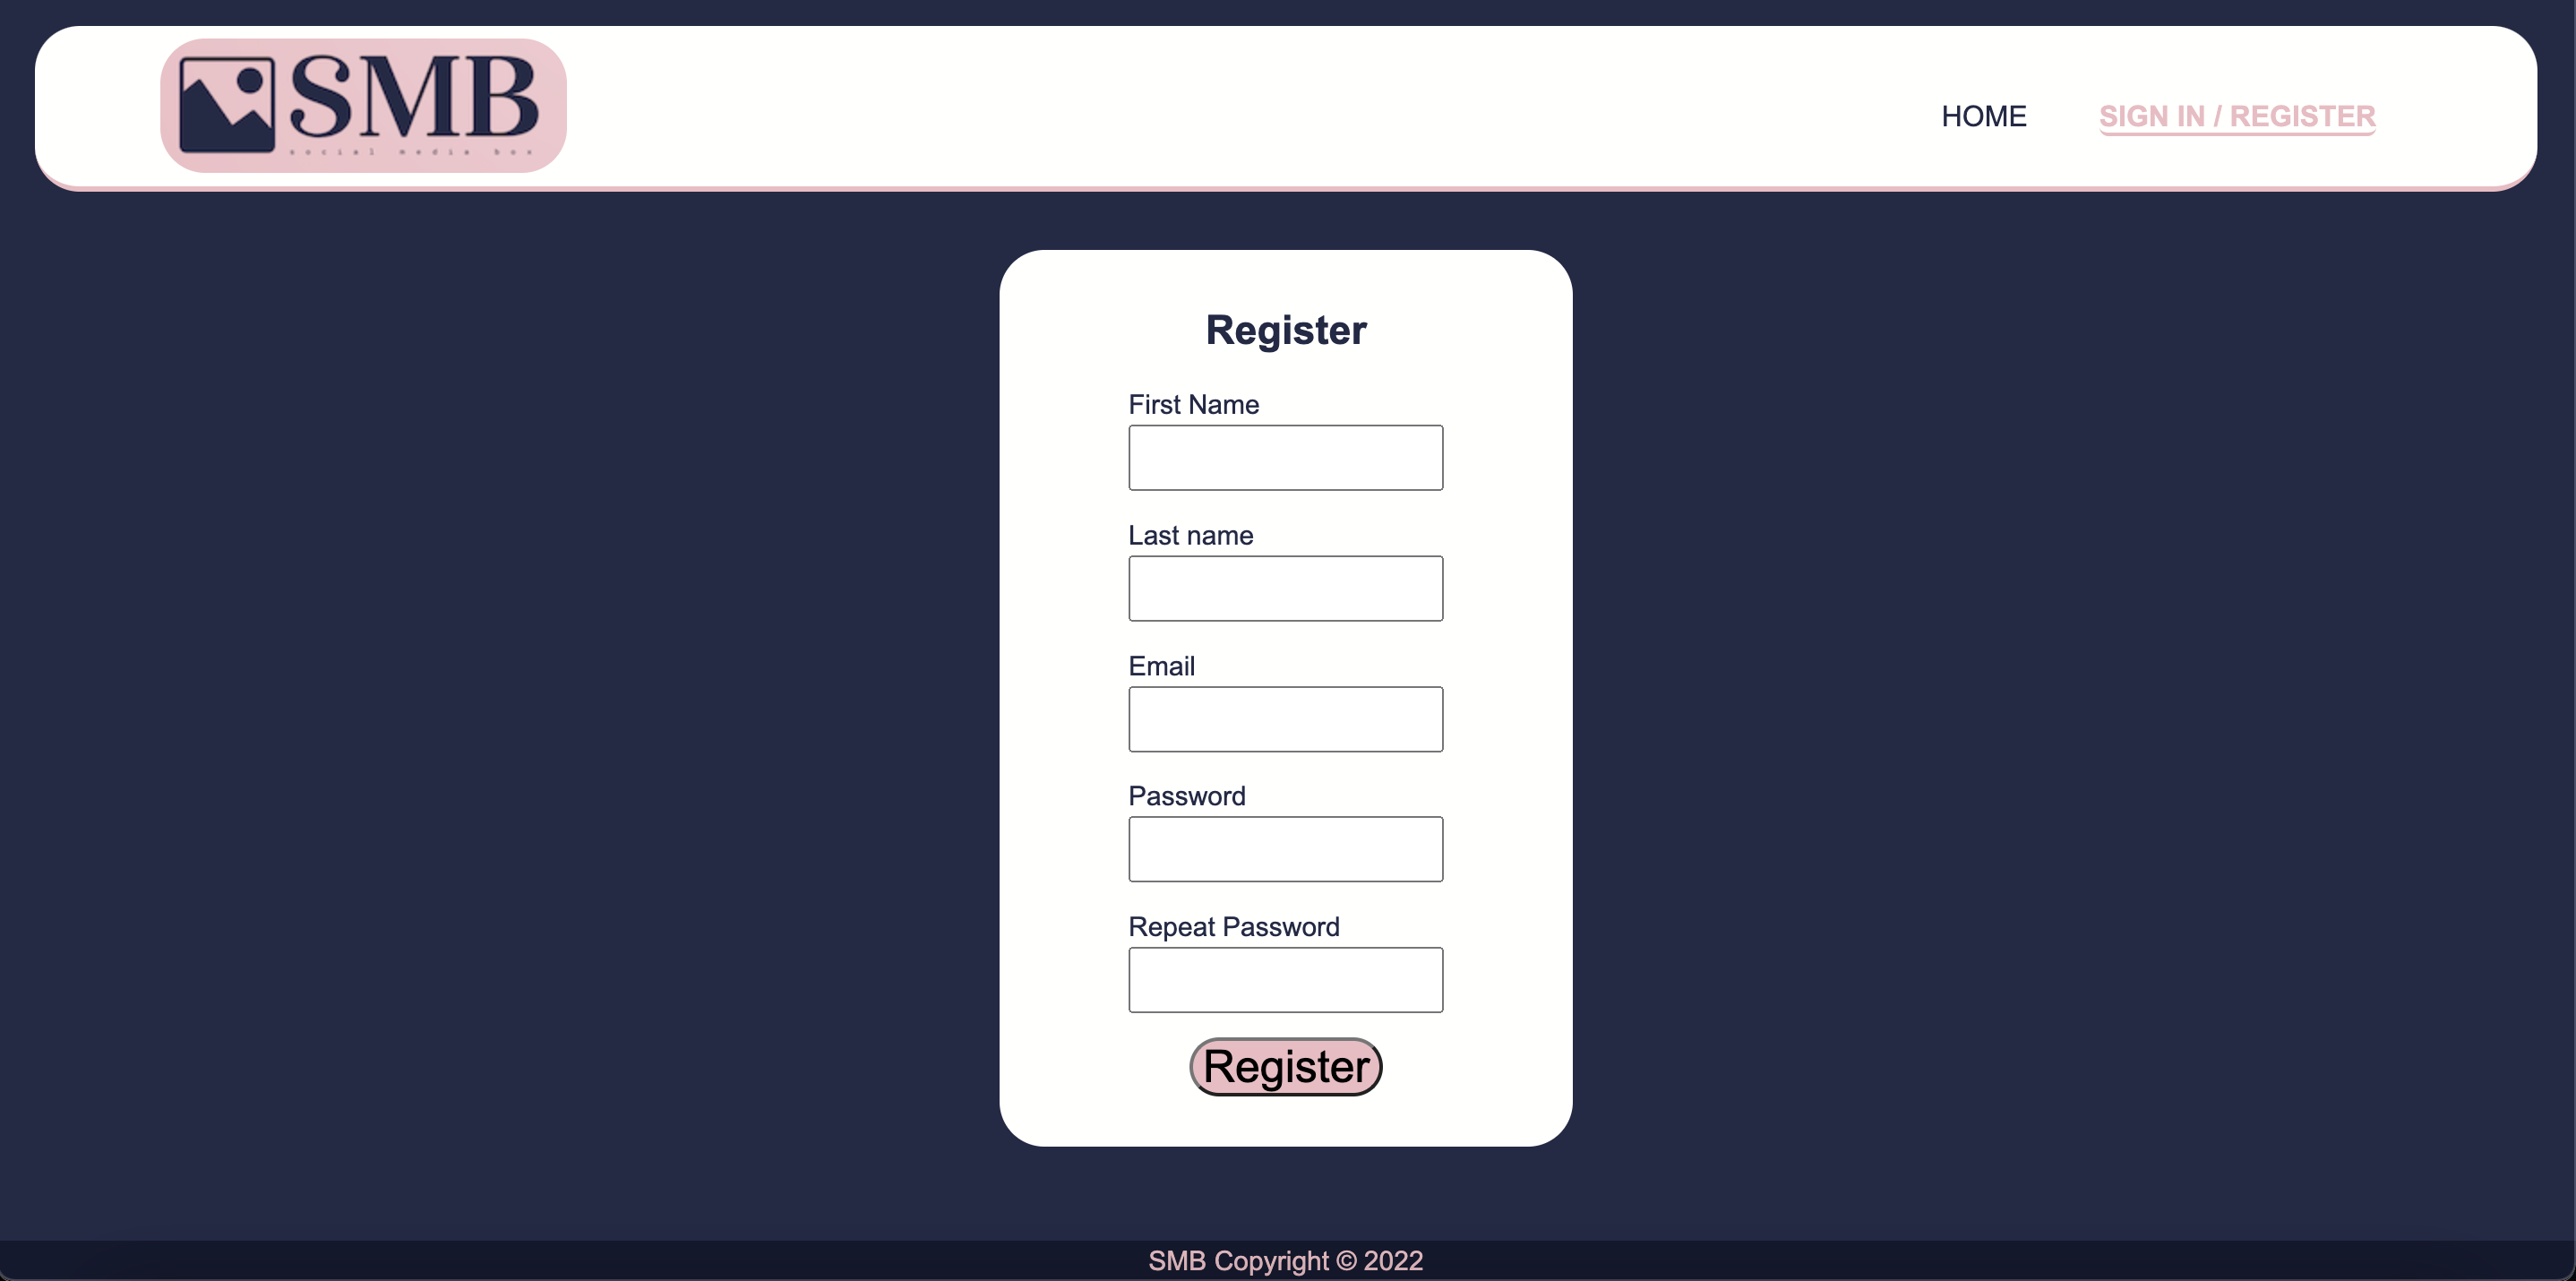 SMB
social media box
HOME
SIGN IN / REGISTER
Register
First Name
Last name
Email
Password
Repeat Password
Register
SMB Copyright © 2022